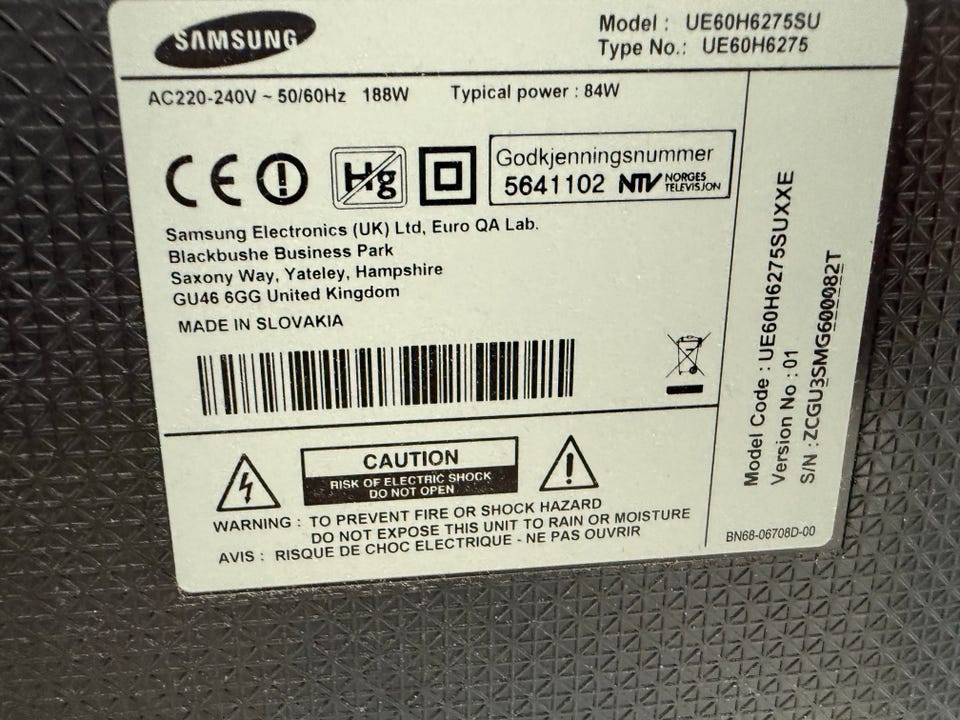 SAMSUNG
Model : UE60H6275SU
Type No.: UE60H6275
AC220-240V ~ 50/60Hz 188W Typical power : 84W
CE
Hg
Godkjenningsnummer
5641102 NTV NORGES TELEVISJON
Samsung Electronics (UK) Ltd, Euro QA Lab.
Blackbushe Business Park
Saxony Way, Yateley, Hampshire
GU46 6GG United Kingdom
MADE IN SLOVAKIA
CAUTION
RISK OF ELECTRIC SHOCK
DO NOT OPEN
WARNING : TO PREVENT FIRE OR SHOCK HAZARD
DO NOT EXPOSE THIS UNIT TO RAIN OR MOISTURE
AVIS : RISQUE DE CHOC ELECTRIQUE - NE PAS OUVRIR
Model Code : UE60H6275SUXXE
Version No : 01
S/N : ZCGU3SMG600082T
BN68-06708D-00